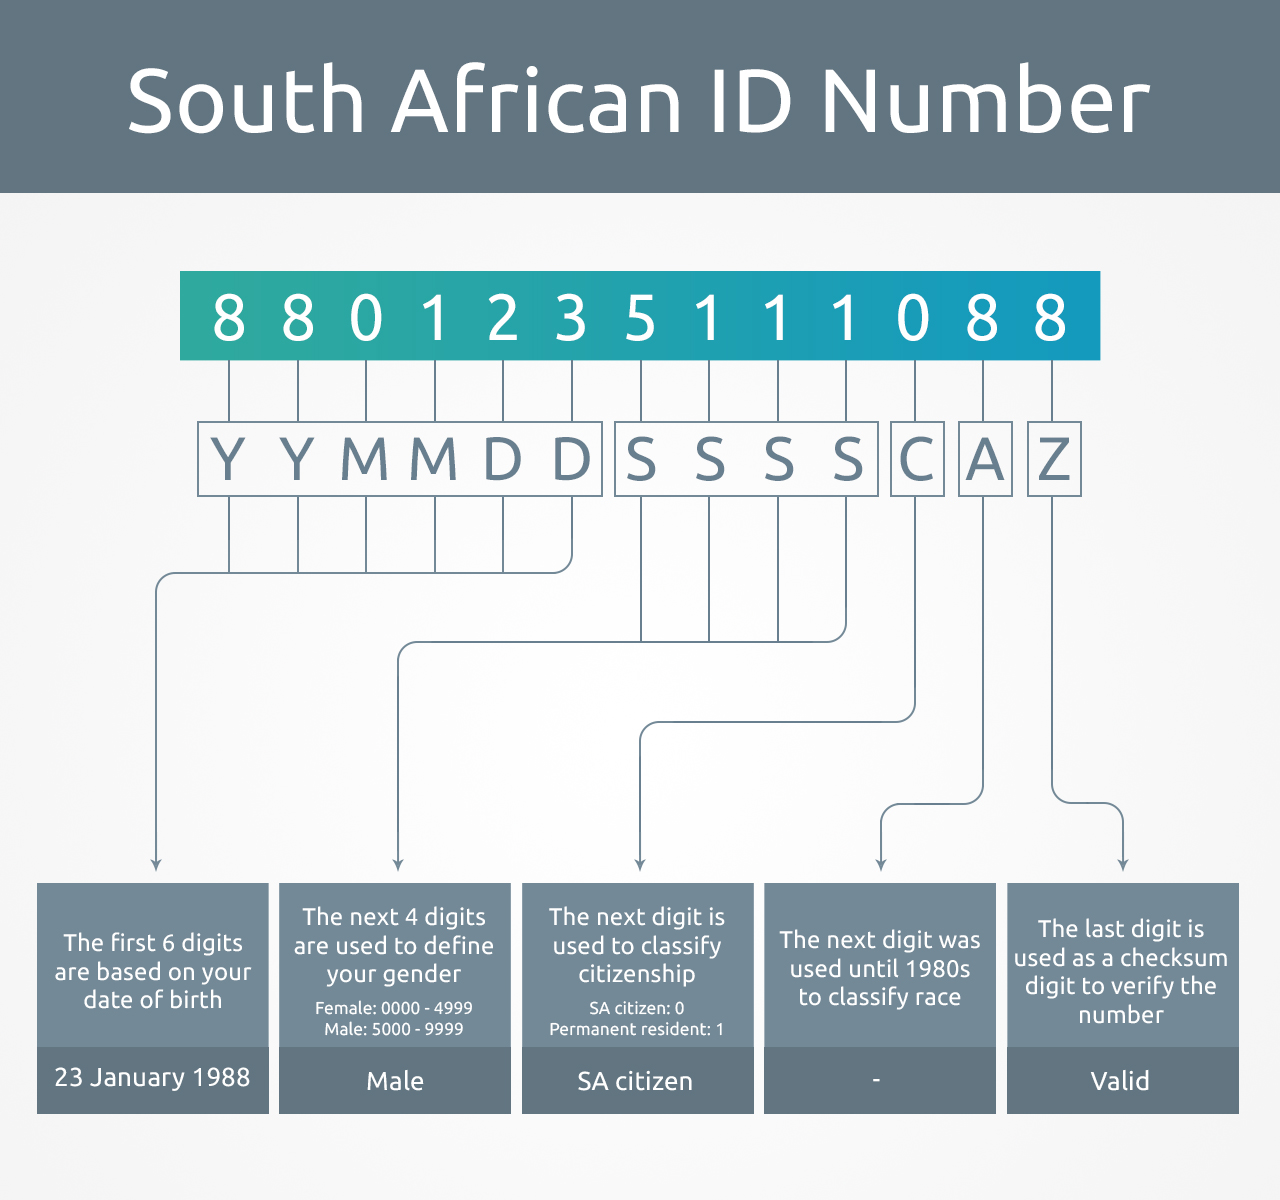 South African ID Number
8 8 0 1 2 3 5 1 1 1 0 8 8
Y Y M M D D S S S S C A Z
The first 6 digits
are based on your
date of birth
23 January 1988
The next 4 digits
are used to define
your gender
Female: 0000 - 4999
Male: 5000 - 9999
Male
The next digit is
used to classify
citizenship
SA citizen: 0
Permanent resident: 1
SA citizen
The next digit was
used until 1980s
to classify race
-
The last digit is
used as a checksum
digit to verify the
number
Valid